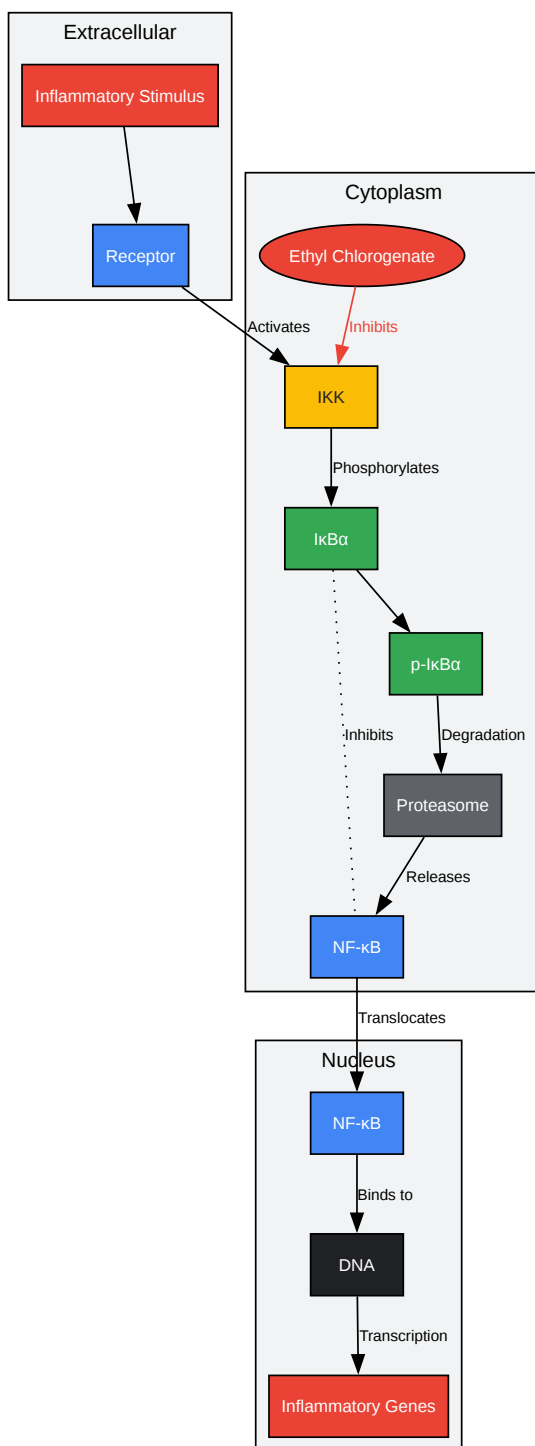 Extracellular
Inflammatory Stimulus
Receptor
Cytoplasm
Ethyl Chlorogenate
Activates
Inhibits
IKK
Phosphorylates
IκBα
p-IκBα
Inhibits
Degradation
Proteasome
Releases
NF-κB
Translocates
Nucleus
NF-κB
Binds to
DNA
Transcription
Inflammatory Genes